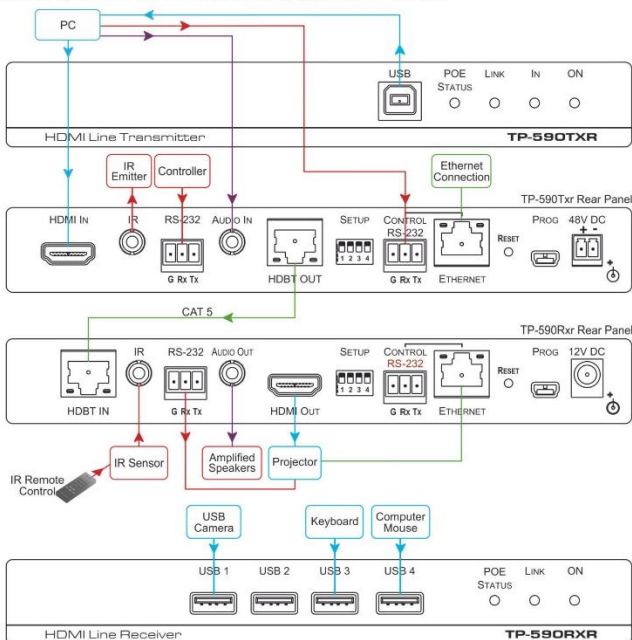 PC
USB
POE STATUS
LINK
IN
ON
HDMI Line Transmitter
TP-590TXR
IR Emitter
Controller
Ethernet Connection
TP-590Txr Rear Panel
HDMI IN
IR
RS-232
AUDIO IN
HDBT OUT
SETUP
1 2 3 4
CONTROL
RS-232
ETHERNET
RESET
PROG
48V DC
+ -
G Rx Tx
G Rx Tx
CAT 5
TP-590Rxr Rear Panel
HDBT IN
IR
RS-232
AUDIO OUT
HDMI OUT
SETUP
1 2 3 4
CONTROL
RS-232
ETHERNET
RESET
PROG
12V DC
G Rx Tx
G Rx Tx
IR Remote Control
IR Sensor
Amplified Speakers
Projector
USB Camera
Keyboard
Computer Mouse
USB 1
USB 2
USB 3
USB 4
POE STATUS
LINK
ON
HDMI Line Receiver
TP-590RXR